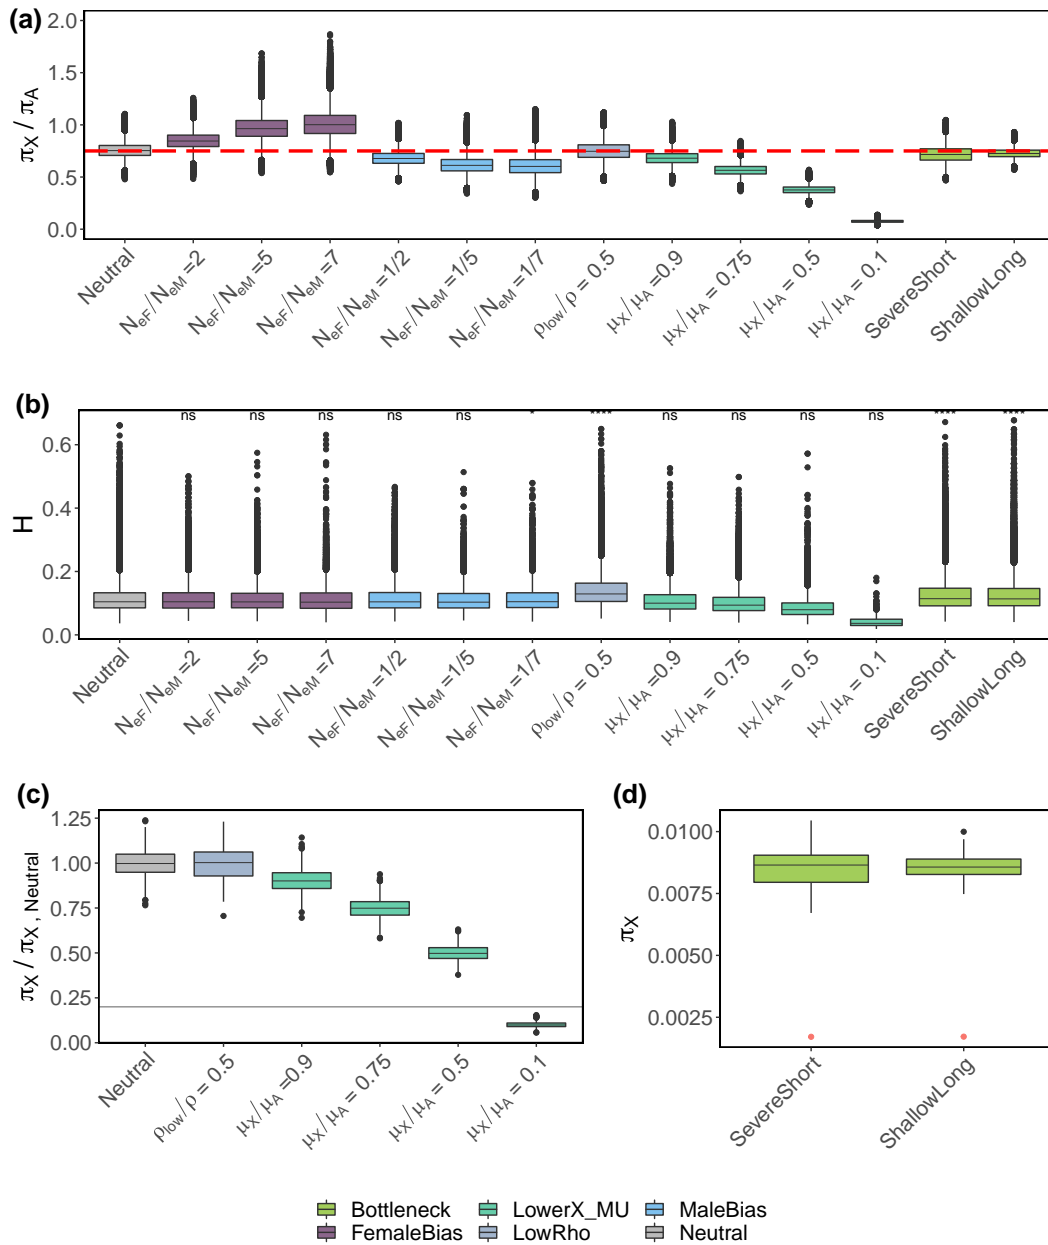 (a)
2.0
1.5
1.0
0.5
0.0
πX / πA
Neutral
NeF/NeM =2
NeF/NeM =5
NeF/NeM =7
NeF/NeM =1/2
NeF/NeM =1/5
NeF/NeM =1/7
ρlow/ρ = 0.5
μX/μA =0.9
μX/μA = 0.75
μX/μA = 0.5
μX/μA = 0.1
SevereShort
ShallowLong
(b)
ns ns ns ns ns * **** ns ns ns ns **** ****
0.6
0.4
0.2
0.0
H
Neutral
NeF/NeM =2
NeF/NeM =5
NeF/NeM =7
NeF/NeM =1/2
NeF/NeM =1/5
NeF/NeM =1/7
ρlow/ρ = 0.5
μX/μA =0.9
μX/μA = 0.75
μX/μA = 0.5
μX/μA = 0.1
SevereShort
ShallowLong
(c)
1.25
1.00
0.75
0.50
0.25
0.00
πX / πX , Neutral
Neutral
ρlow/ρ = 0.5
μX/μA =0.9
μX/μA = 0.75
μX/μA = 0.5
μX/μA = 0.1
(d)
0.0100
0.0075
0.0050
0.0025
πX
SevereShort
ShallowLong
Bottleneck LowerX_MU MaleBias
FemaleBias LowRho Neutral